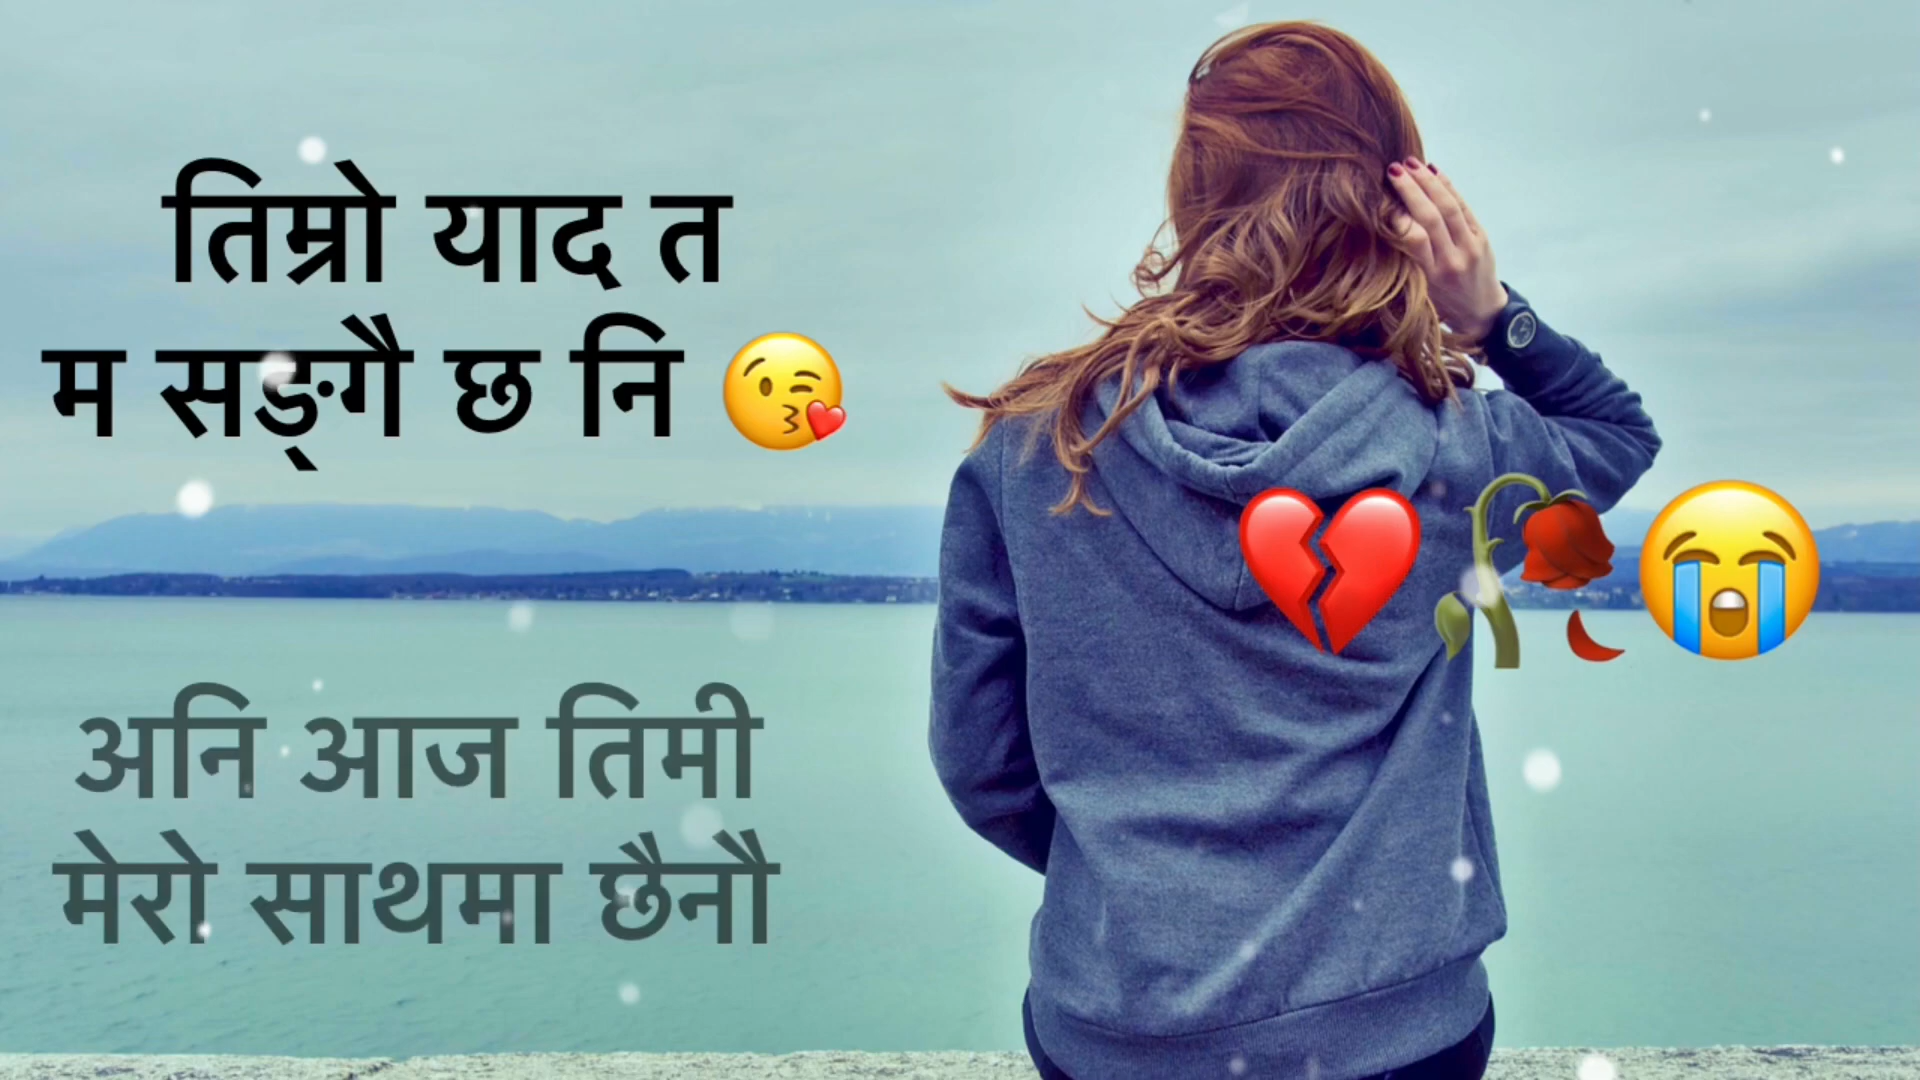 तिम्रो याद त
म सङ्गै छ नि 😘
💔🥀😭
अनि आज तिमी
मेरो साथमा छैनौ